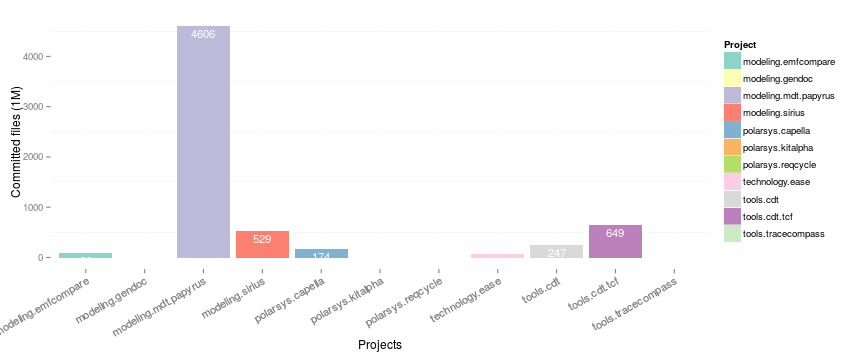 4606
529
174
247
649
4000
3000
2000
1000
0
Committed files (1M)
modeling.emfcompare
modeling.gendoc
modeling.mdt.papyrus
modeling.sirius
polarsys.capella
polarsys.kitalpha
polarsys.reqcycle
technology.ease
tools.cdt
tools.cdt.tcf
tools.tracecompass
Projects
Project
modeling.emfcompare
modeling.gendoc
modeling.mdt.papyrus
modeling.sirius
polarsys.capella
polarsys.kitalpha
polarsys.reqcycle
technology.ease
tools.cdt
tools.cdt.tcf
tools.tracecompass